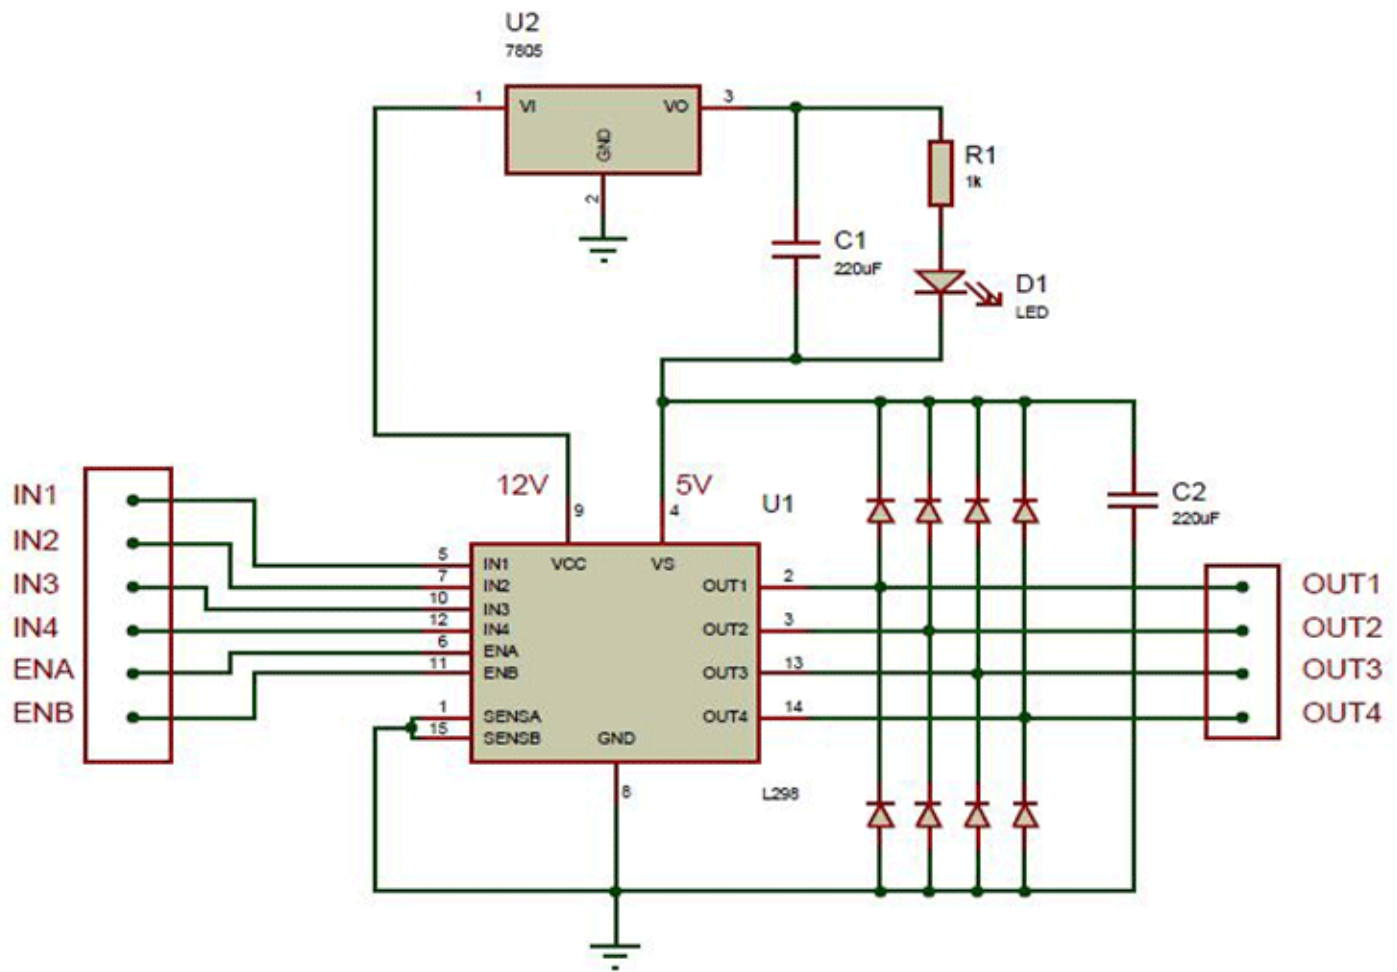 U2
7805
1
VI
VO
3
GND
2
R1
1k
C1
220uF
D1
LED
12V
5V
9
4
U1
C2
220uF
IN1
IN2
IN3
IN4
ENA
ENB
5
7
10
12
6
11
1
15
IN1
IN2
IN3
IN4
ENA
ENB
SENSA
SENSB
VCC
VS
GND
8
OUT1
OUT2
OUT3
OUT4
2
3
13
14
L298
OUT1
OUT2
OUT3
OUT4